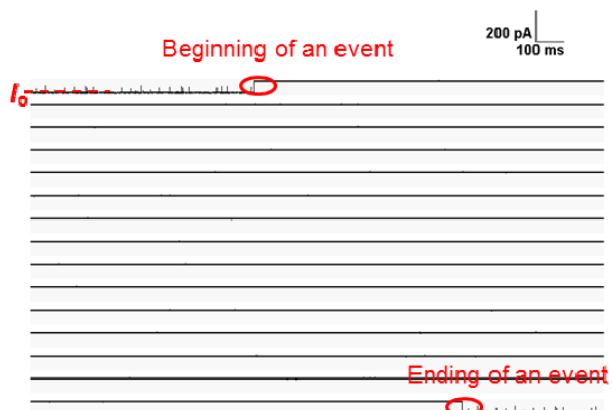 200 pA
100 ms
Beginning of an event
I₀
Ending of an event